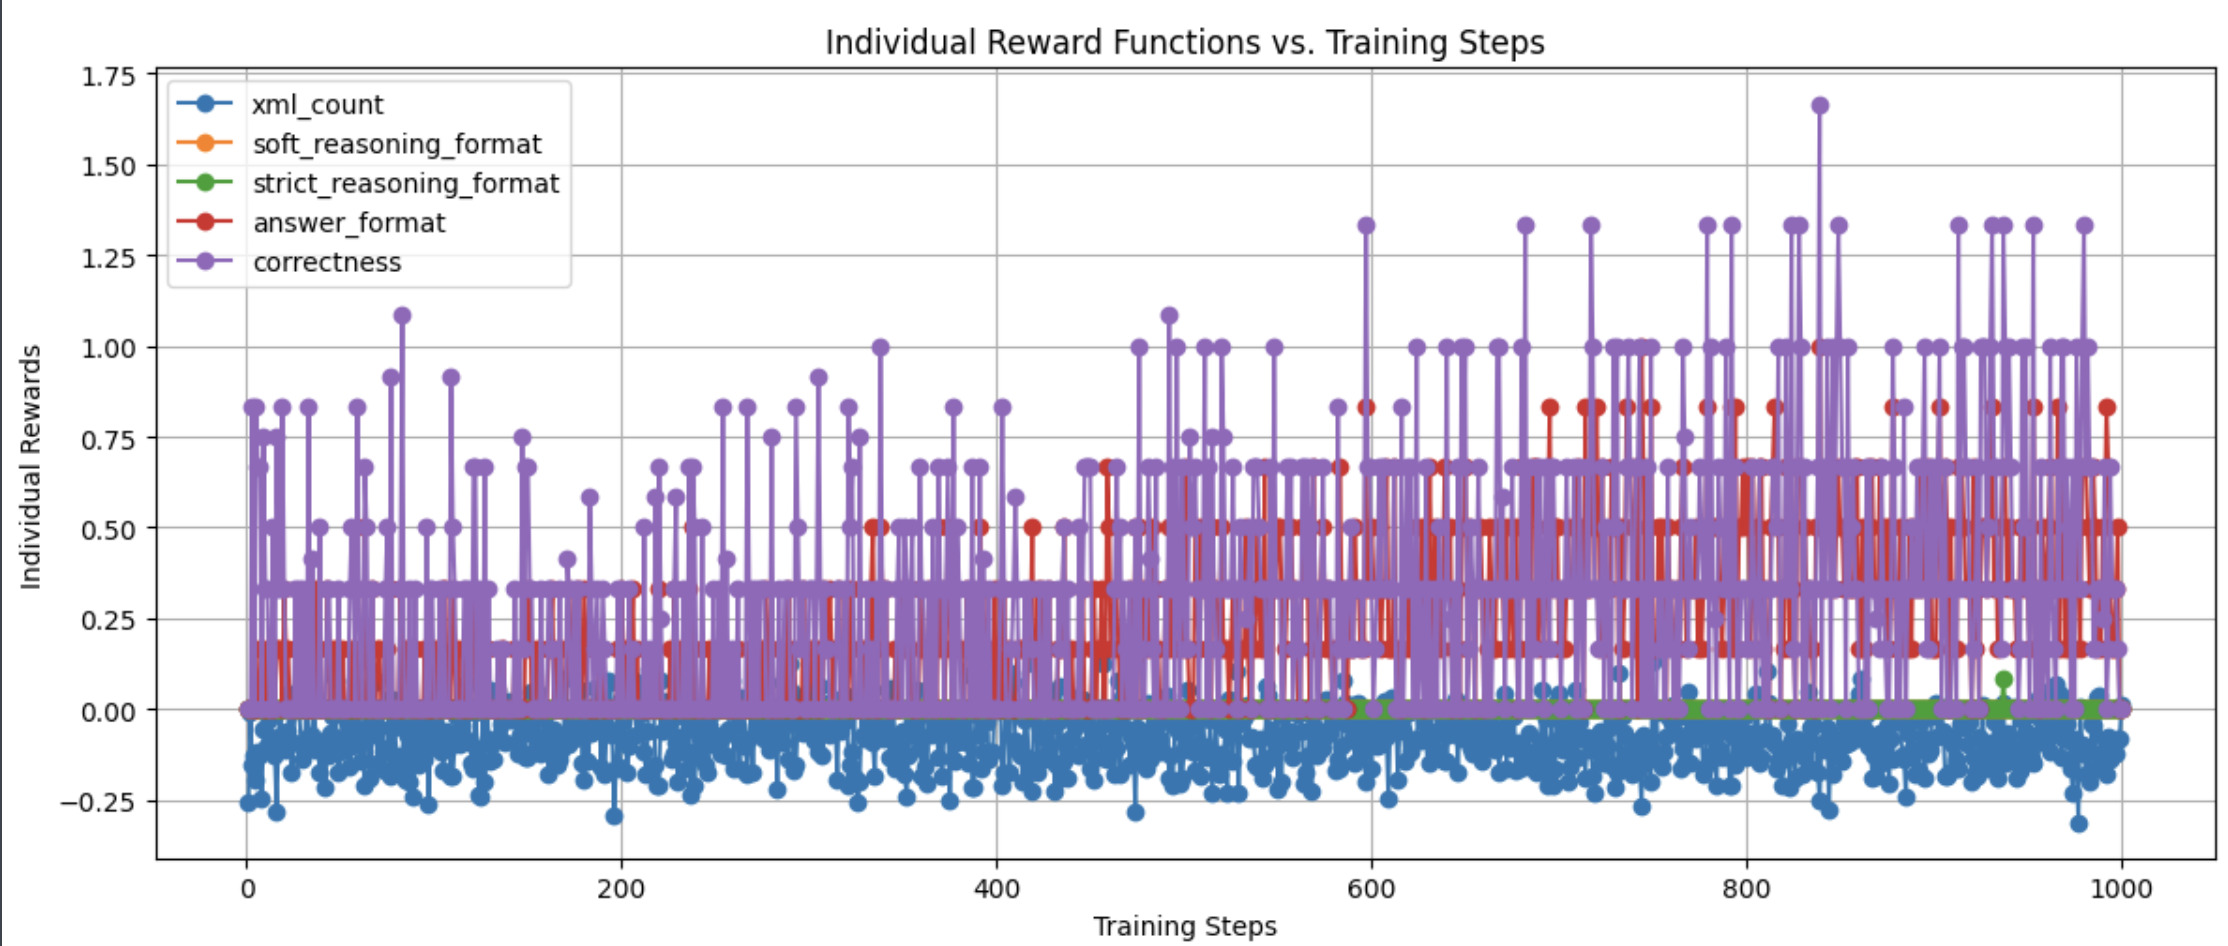 Individual Reward Functions vs. Training Steps
1.75
1.50
1.25
1.00
0.75
0.50
0.25
0.00
−0.25
Individual Rewards
xml_count
soft_reasoning_format
strict_reasoning_format
answer_format
correctness
0
200
400
600
800
1000
Training Steps